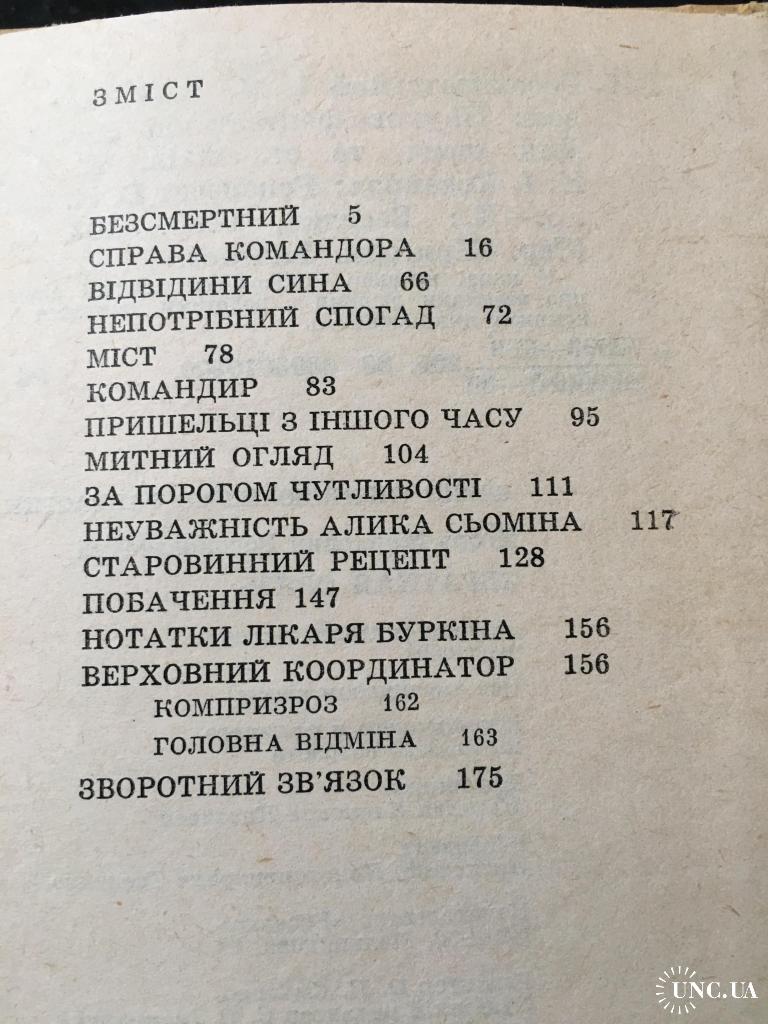 ЗМІСТ
БЕЗСМЕРТНИЙ 5
СПРАВА КОМАНДОРА 16
ВІДВІДИНИ СИНА 66
НЕПОТРІБНИЙ СПОГАД 72
МІСТ 78
КОМАНДИР 83
ПРИШЕЛЬЦІ З ІНШОГО ЧАСУ 95
МИТНИЙ ОГЛЯД 104
ЗА ПОРОГОМ ЧУТЛИВОСТІ 111
НЕУВАЖНІСТЬ АЛИКА СЬОМІНА 117
СТАРОВИННИЙ РЕЦЕПТ 128
ПОБАЧЕННЯ 147
НОТАТКИ ЛІКАРЯ БУРКІНА 156
ВЕРХОВНИЙ КООРДИНАТОР 156
КОМПРИЗРОЗ 162
ГОЛОВНА ВІДМІНА 163
ЗВОРОТНИЙ ЗВ'ЯЗОК 175
UNC.UA